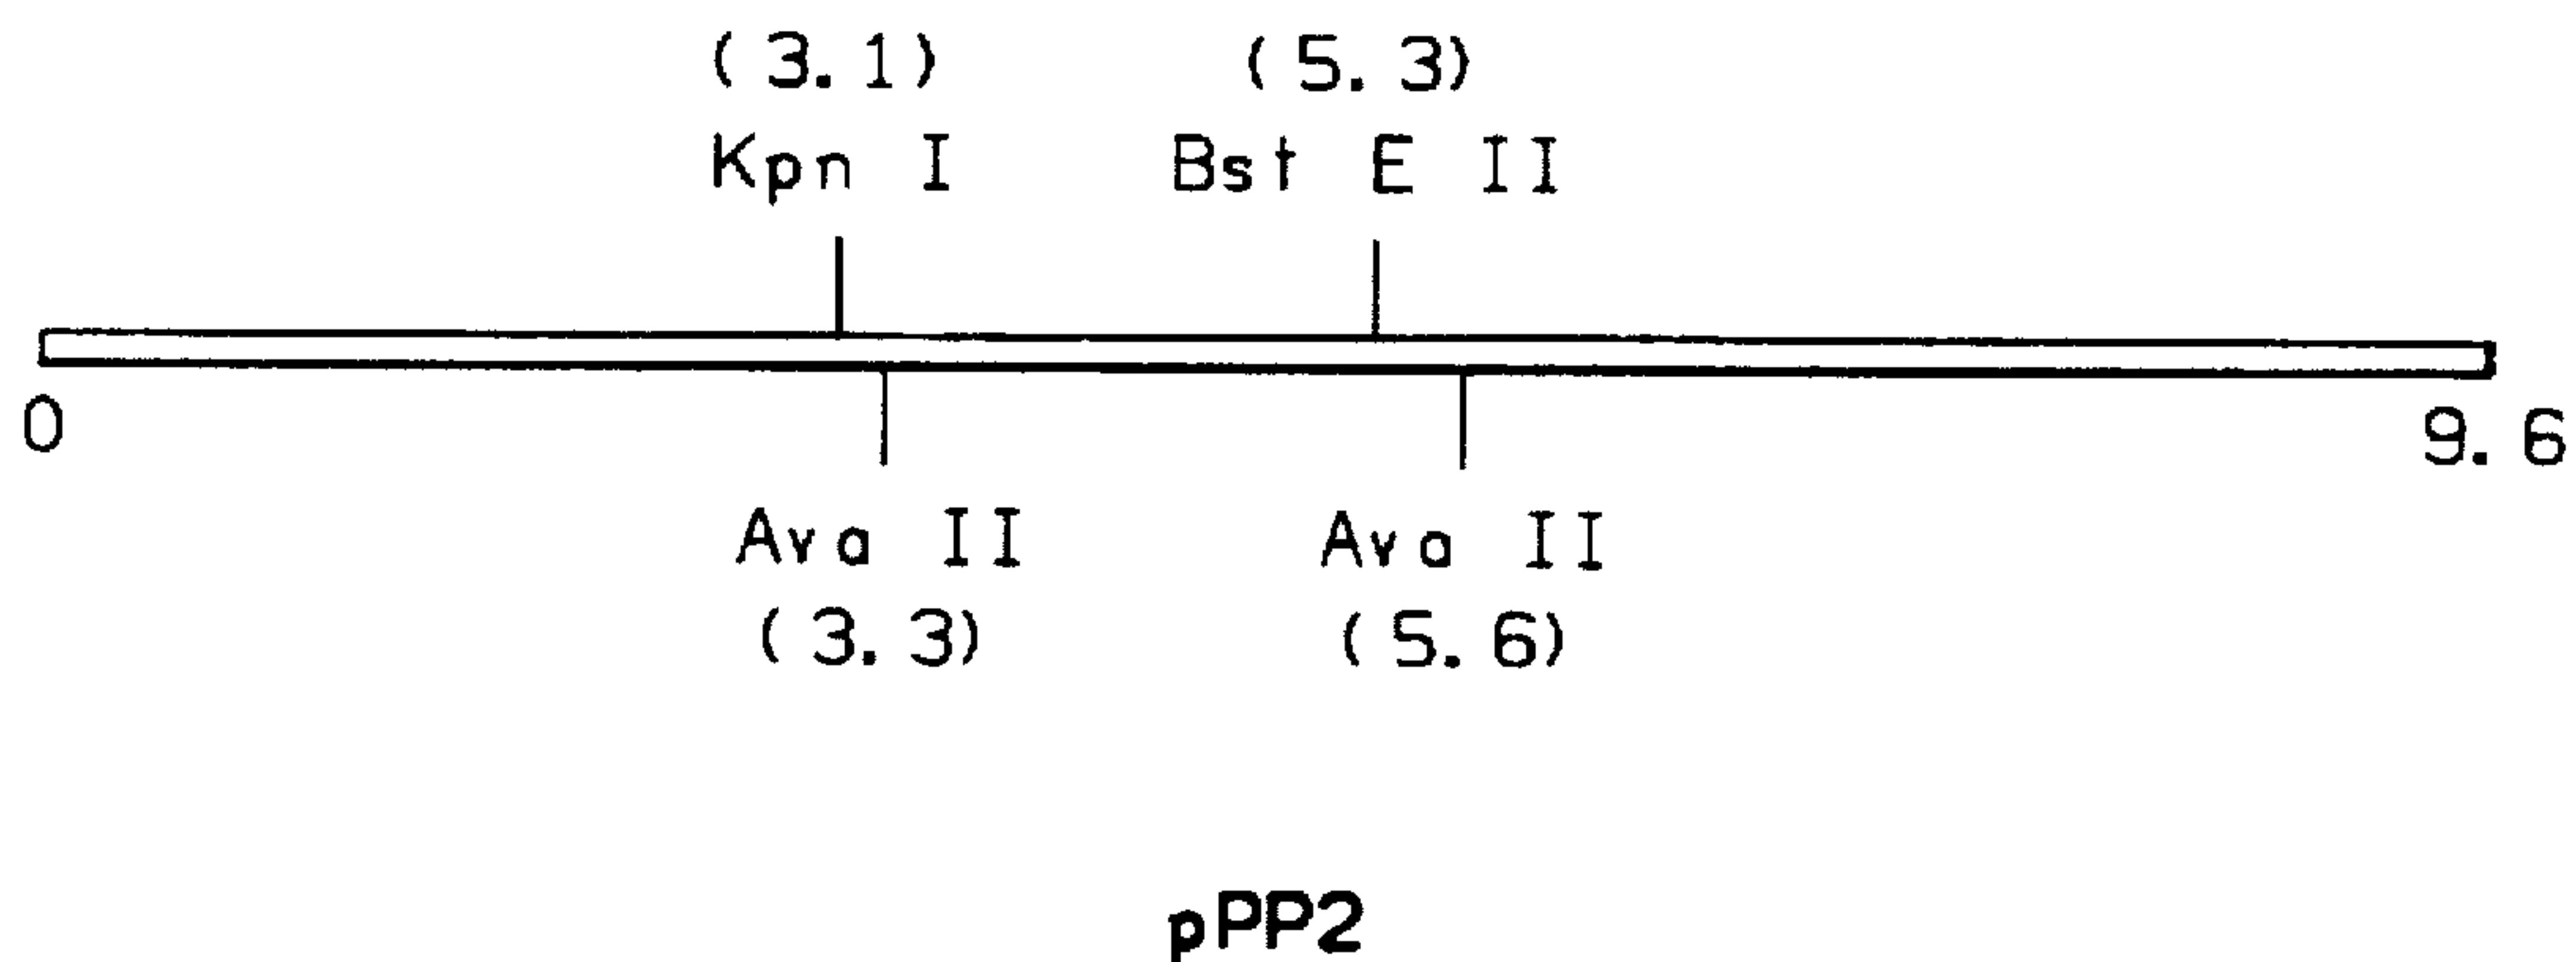 (3.1) (5.3)
Kpn I Bst E II
0 9.6
Ava II Ava II
(3.3) (5.6)
pPP2